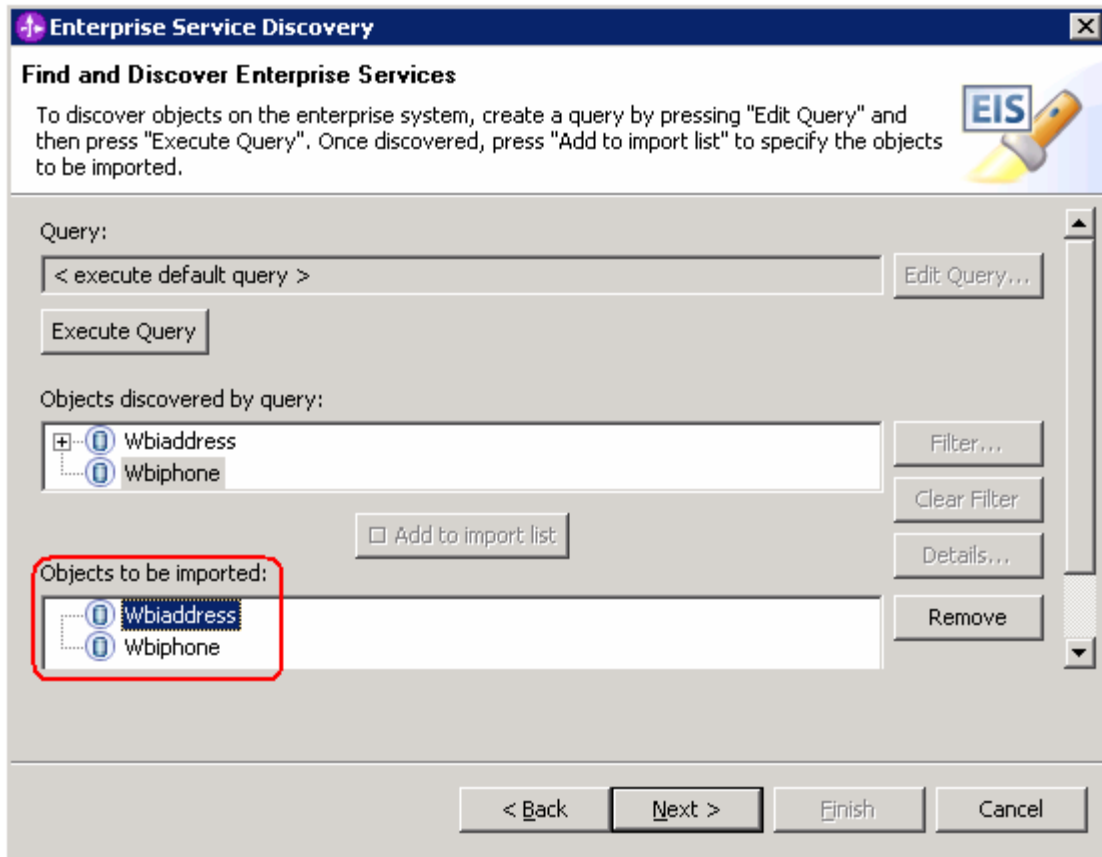 Enterprise Service Discovery
Find and Discover Enterprise Services
To discover objects on the enterprise system, create a query by pressing "Edit Query" and
then press "Execute Query". Once discovered, press "Add to import list" to specify the objects
to be imported.
EIS
Query:
< execute default query >
Edit Query...
Execute Query
Objects discovered by query:
Wbiaddress
Wbiphone
Filter...
Clear Filter
Add to import list
Details...
Objects to be imported:
Wbiaddress
Wbiphone
Remove
< Back
Next >
Finish
Cancel